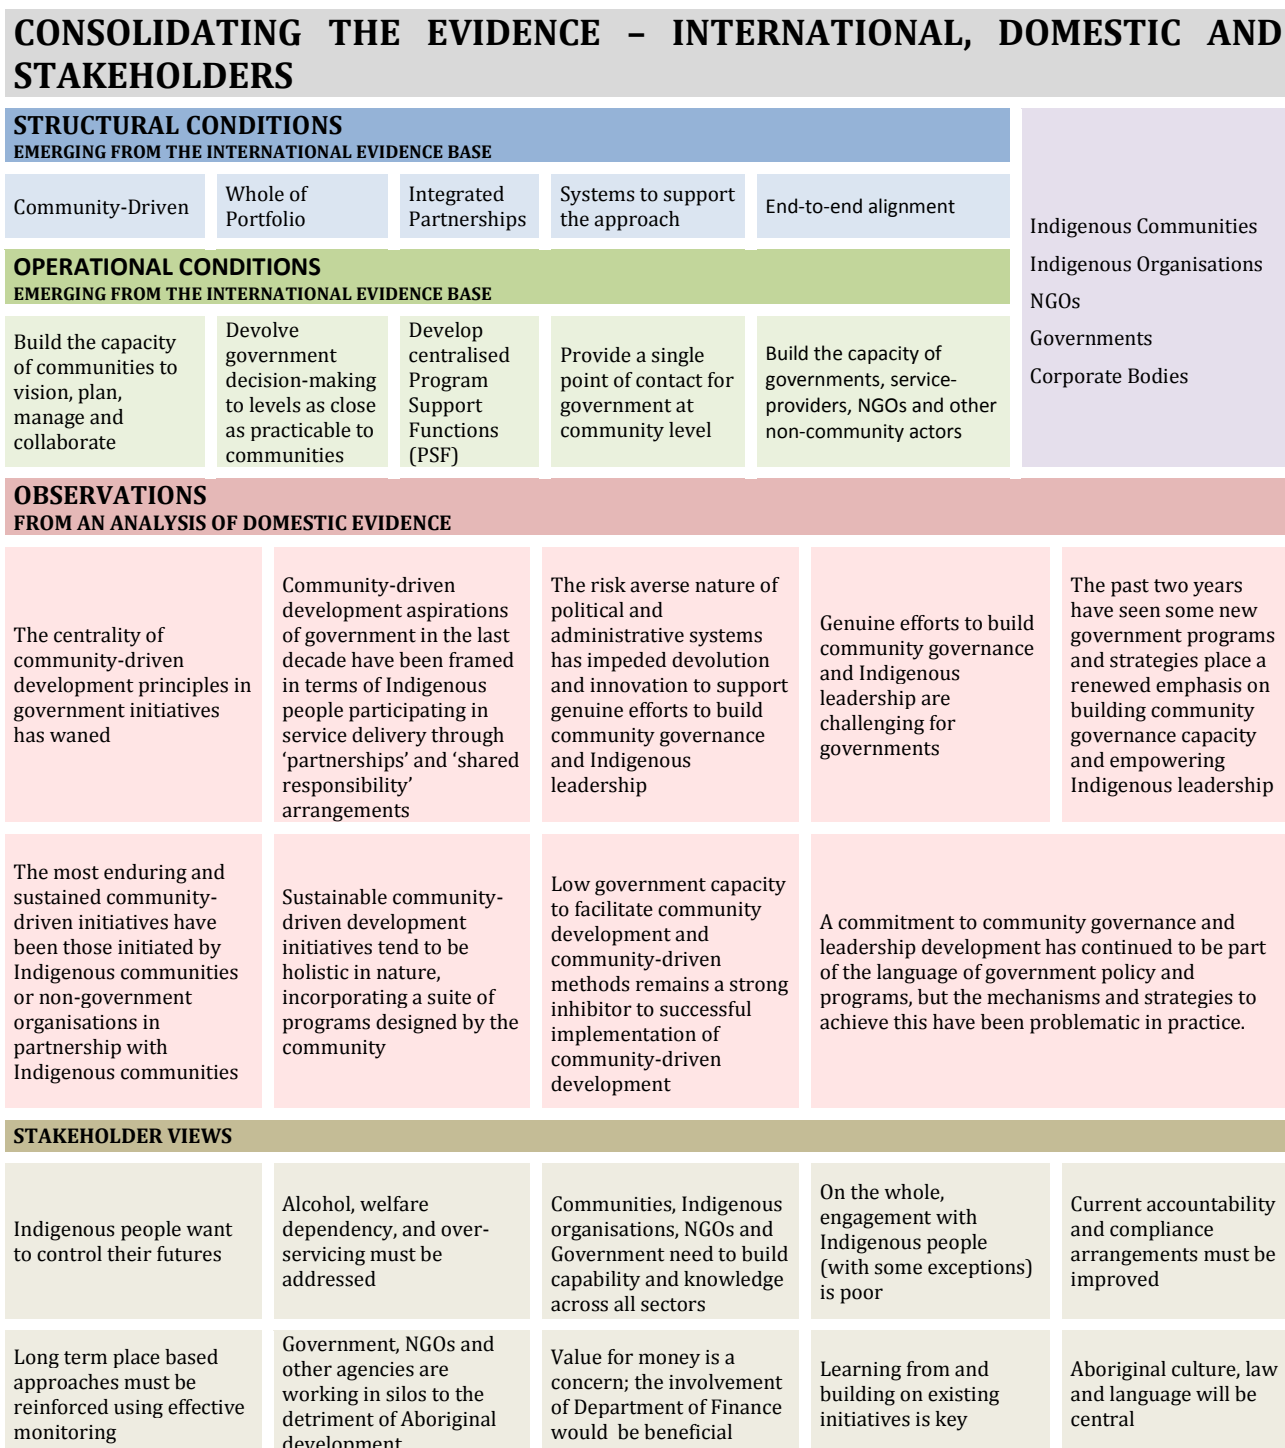 CONSOLIDATING THE EVIDENCE – INTERNATIONAL, DOMESTIC AND
STAKEHOLDERS
STRUCTURAL CONDITIONS
EMERGING FROM THE INTERNATIONAL EVIDENCE BASE
Community-Driven
Whole of
Portfolio
Integrated
Partnerships
Systems to support
the approach
End-to-end alignment
OPERATIONAL CONDITIONS
EMERGING FROM THE INTERNATIONAL EVIDENCE BASE
Build the capacity
of communities to
vision, plan,
manage and
collaborate
Devolve
government
decision-making
to levels as close
as practicable to
communities
Develop
centralised
Program
Support
Functions
(PSF)
Provide a single
point of contact for
government at
community level
Build the capacity of
governments, service-
providers, NGOs and other
non-community actors
Indigenous Communities
Indigenous Organisations
NGOs
Governments
Corporate Bodies
OBSERVATIONS
FROM AN ANALYSIS OF DOMESTIC EVIDENCE
The centrality of
community-driven
development principles in
government initiatives
has waned
Community-driven
development aspirations
of government in the last
decade have been framed
in terms of Indigenous
people participating in
service delivery through
‘partnerships’ and ‘shared
responsibility’
arrangements
The risk averse nature of
political and
administrative systems
has impeded devolution
and innovation to support
genuine efforts to build
community governance
and Indigenous
leadership
Genuine efforts to build
community governance
and Indigenous
leadership are
challenging for
governments
The past two years
have seen some new
government programs
and strategies place a
renewed emphasis on
building community
governance capacity
and empowering
Indigenous leadership
The most enduring and
sustained community-
driven initiatives have
been those initiated by
Indigenous communities
or non-government
organisations in
partnership with
Indigenous communities
Sustainable community-
driven development
initiatives tend to be
holistic in nature,
incorporating a suite of
programs designed by the
community
Low government capacity
to facilitate community
development and
community-driven
methods remains a strong
inhibitor to successful
implementation of
community-driven
development
A commitment to community governance and
leadership development has continued to be part
of the language of government policy and
programs, but the mechanisms and strategies to
achieve this have been problematic in practice.
STAKEHOLDER VIEWS
Indigenous people want
to control their futures
Alcohol, welfare
dependency, and over-
servicing must be
addressed
Communities, Indigenous
organisations, NGOs and
Government need to build
capability and knowledge
across all sectors
On the whole,
engagement with
Indigenous people
(with some exceptions)
is poor
Current accountability
and compliance
arrangements must be
improved
Long term place based
approaches must be
reinforced using effective
monitoring
Government, NGOs and
other agencies are
working in silos to the
detriment of Aboriginal
development
Value for money is a
concern; the involvement
of Department of Finance
would be beneficial
Learning from and
building on existing
initiatives is key
Aboriginal culture, law
and language will be
central